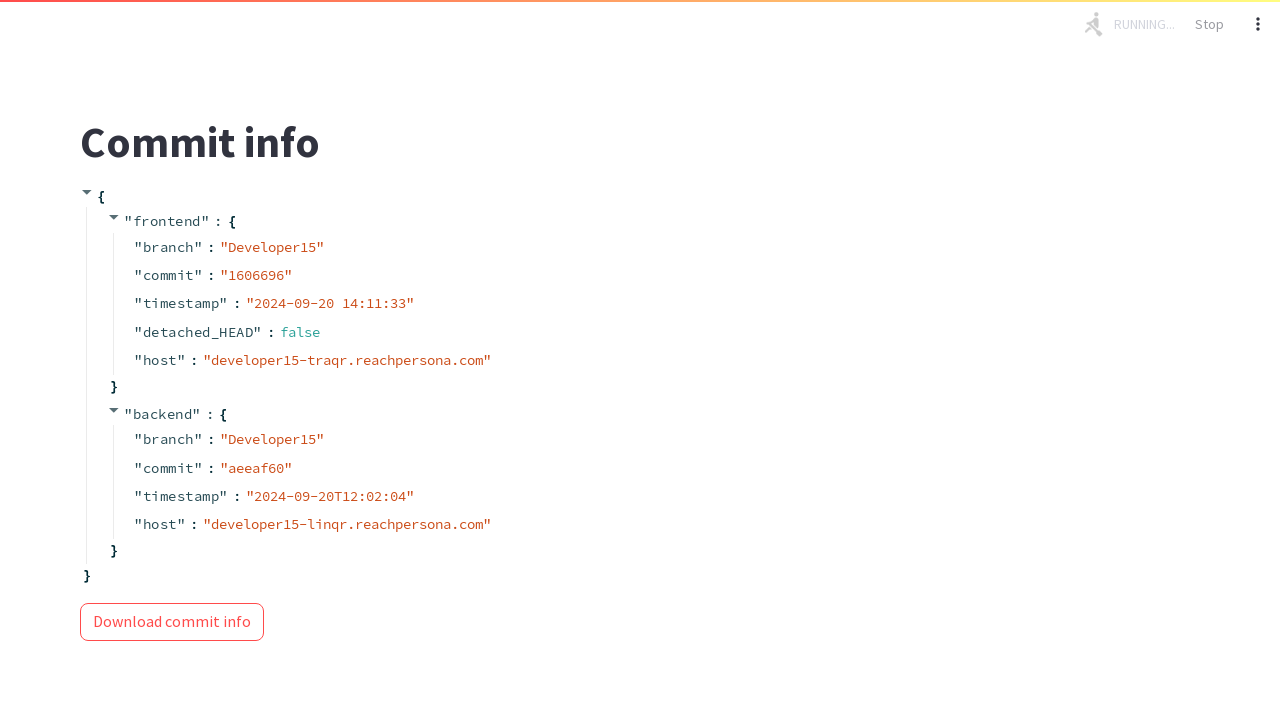 RUNNING...
Stop
Commit info
{
"frontend" : {
"branch" : "Developer15"
"commit" : "1606696"
"timestamp" : "2024-09-20 14:11:33"
"detached_HEAD" : false
"host" : "developer15-traqr.reachpersona.com"
}
"backend" : {
"branch" : "Developer15"
"commit" : "aeeaf60"
"timestamp" : "2024-09-20T12:02:04"
"host" : "developer15-linqr.reachpersona.com"
}
}
Download commit info